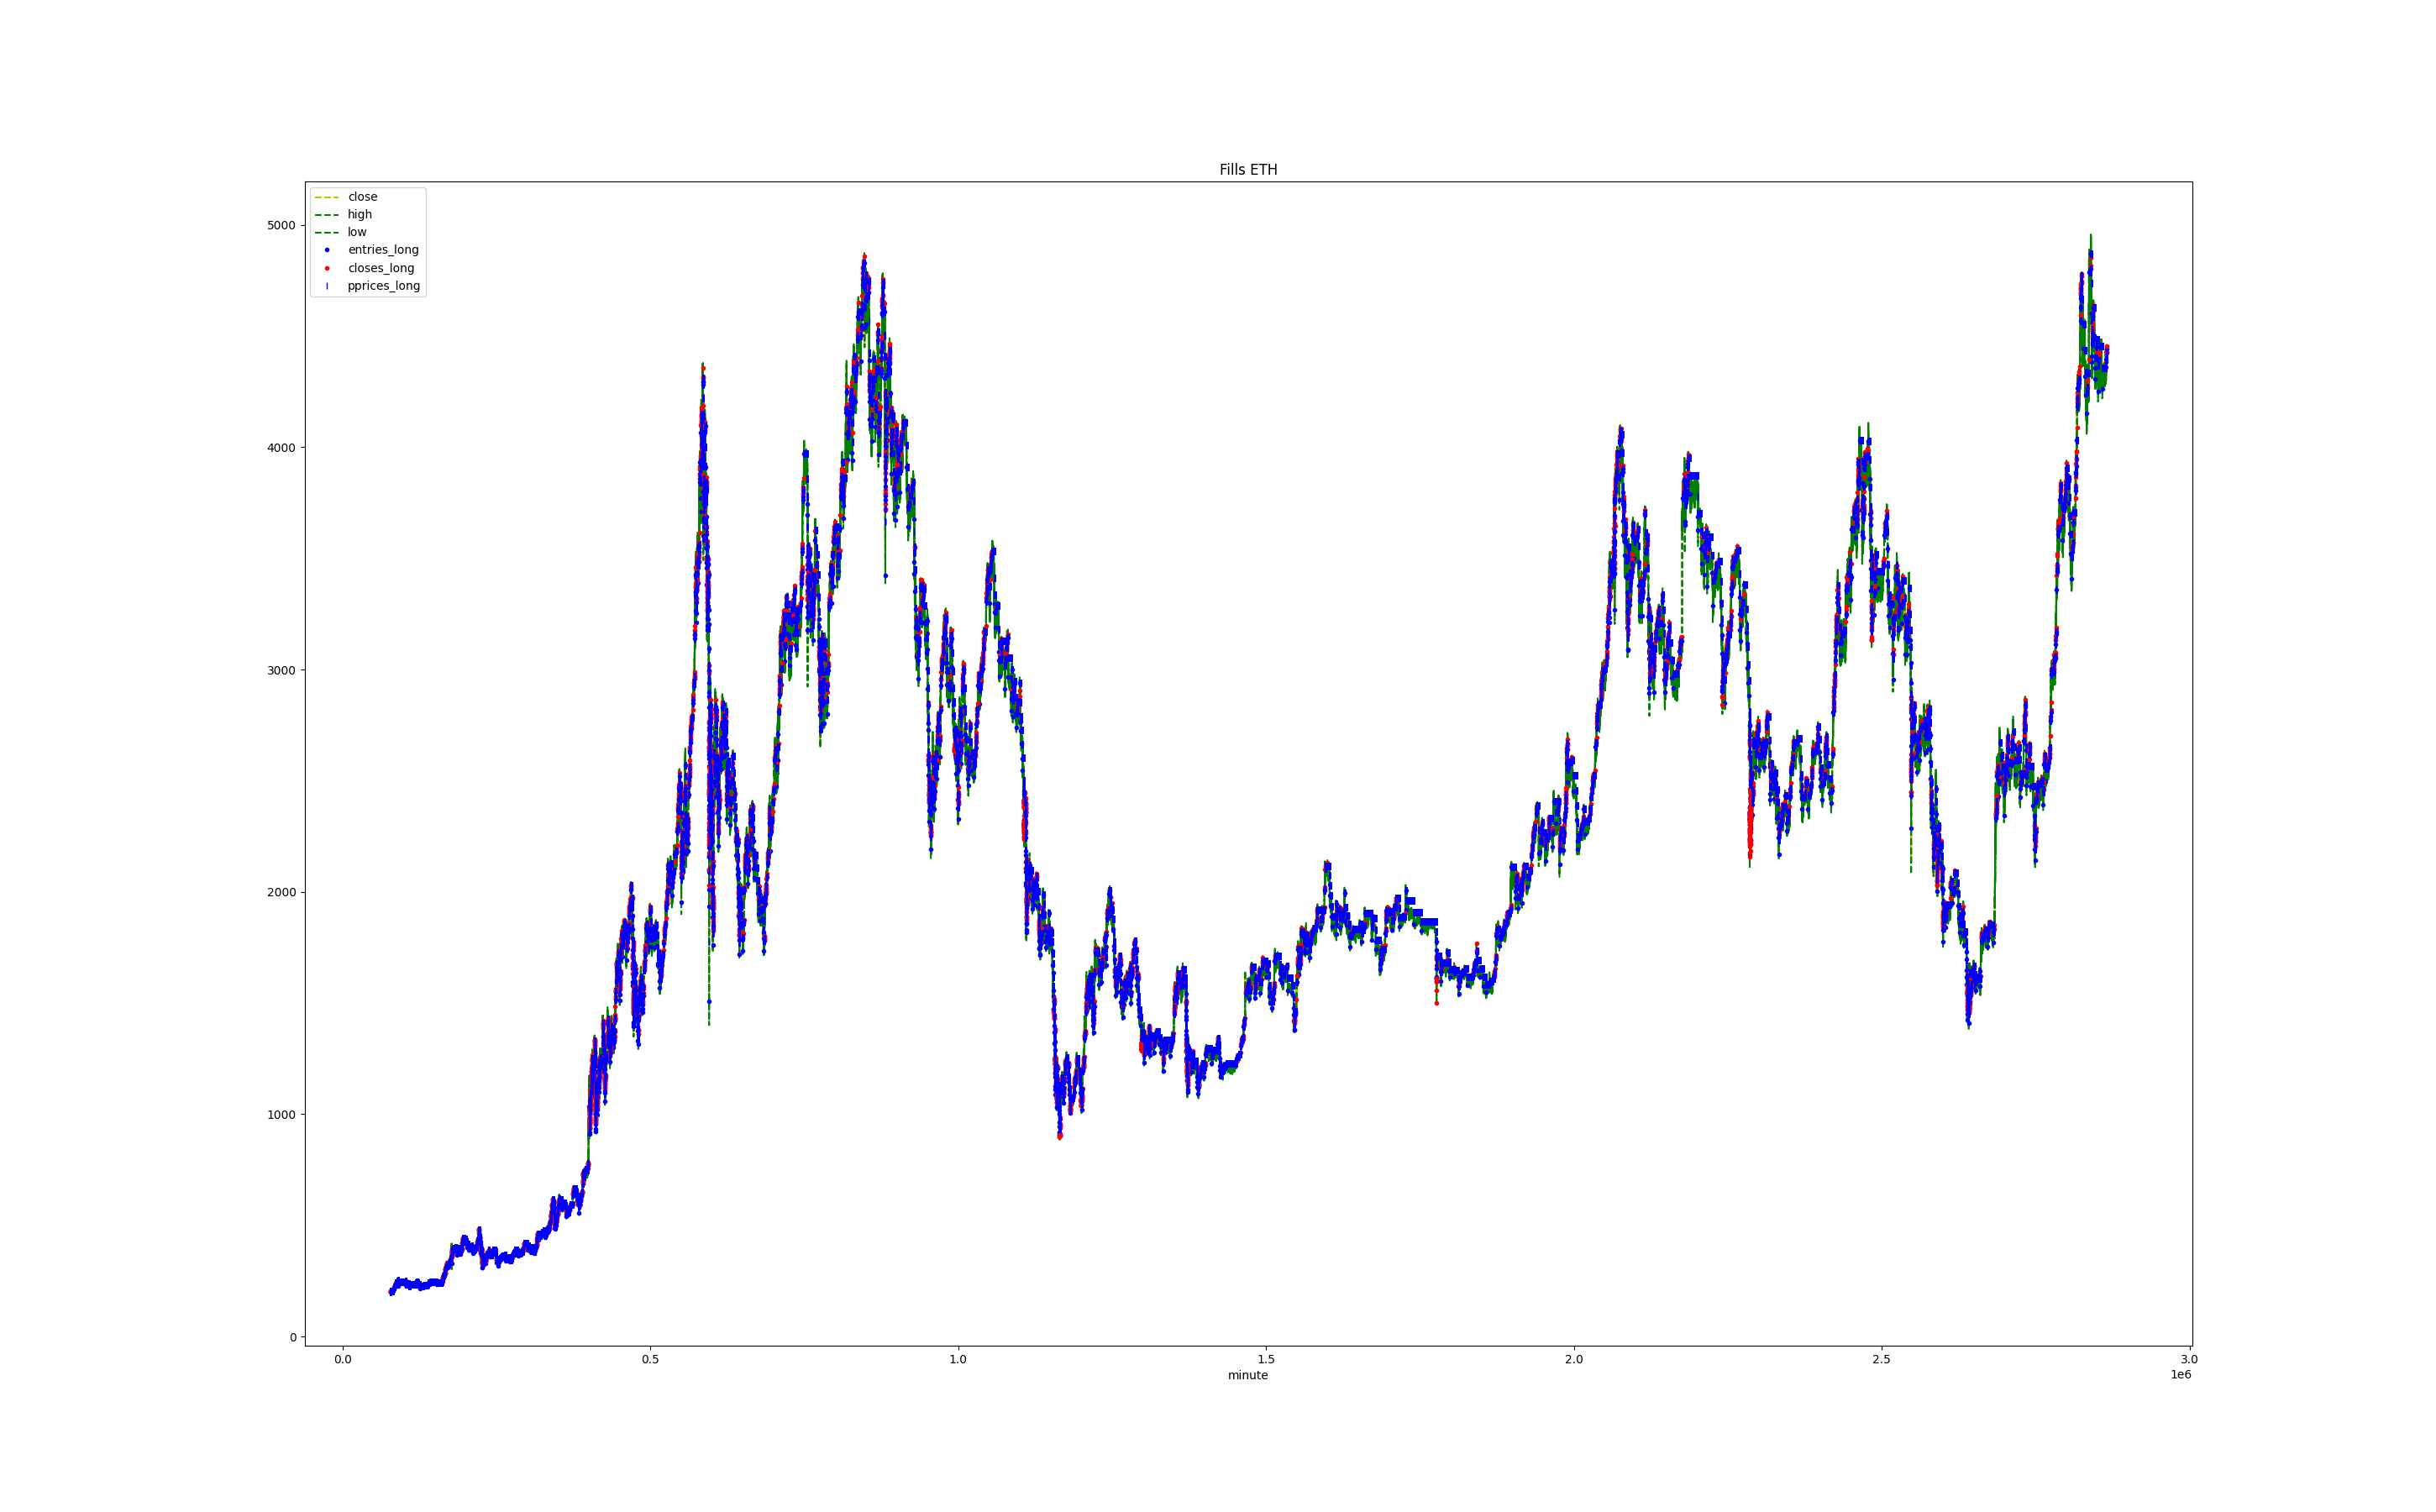 Fills ETH
close
high
low
entries_long
closes_long
pprices_long
5000
4000
3000
2000
1000
0
0.0 0.5 1.0 1.5 2.0 2.5 3.0
minute 1e6